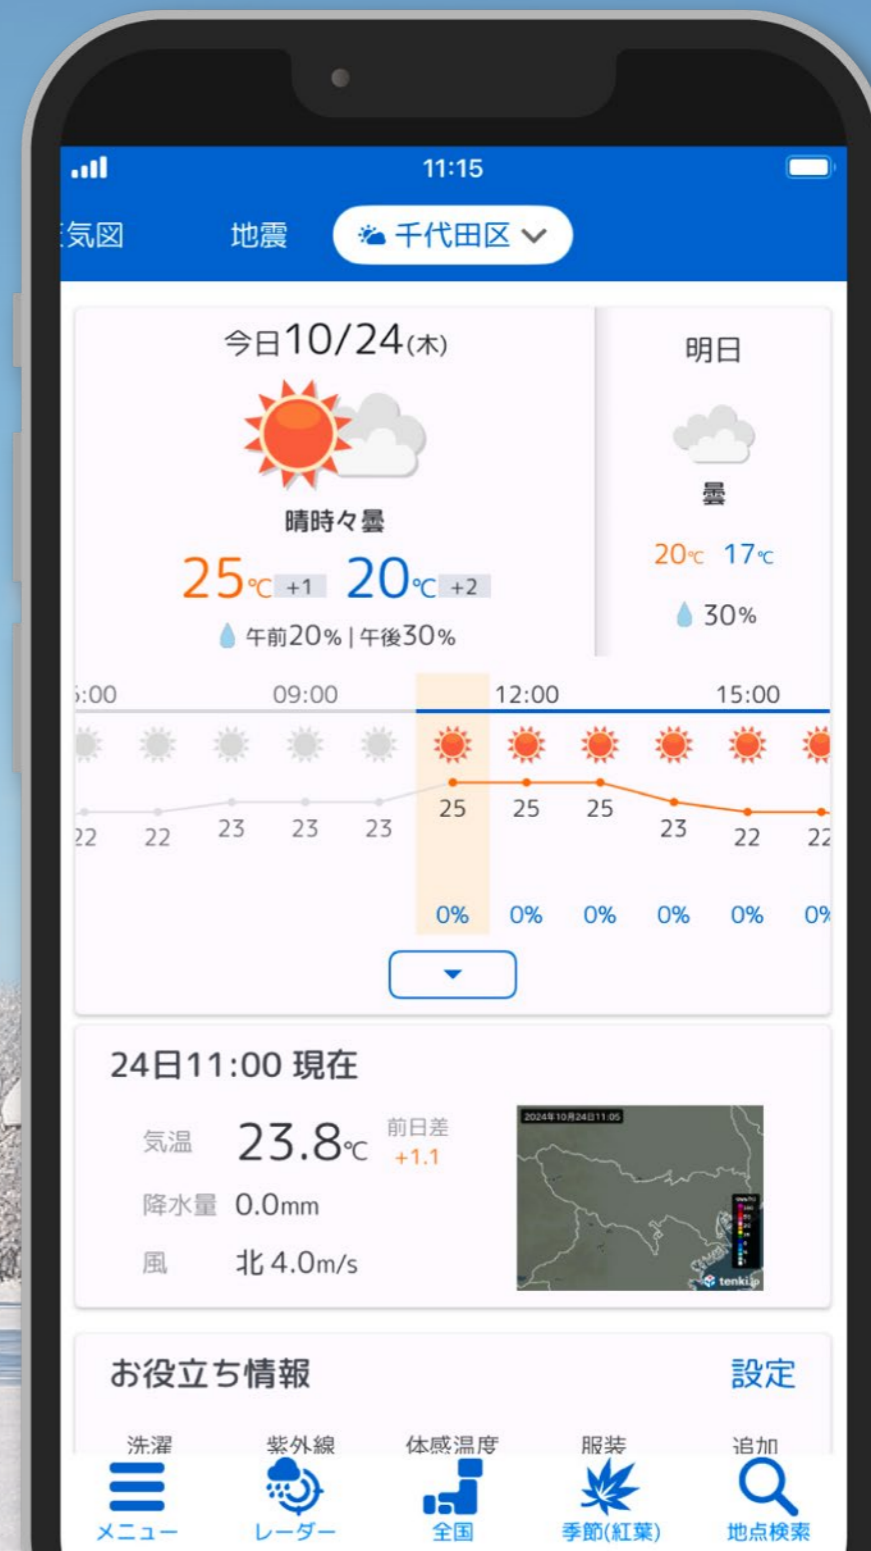 11:15
気図 地震 千代田区
今日10/24(木)
明日
晴時々曇
曇
25℃ +1 20℃ +2
20℃ 17℃
午前20% | 午後30%
30%
:00 09:00 12:00 15:00
22 22 23 23 23 25 25 25 23 22 22
0% 0% 0% 0% 0% 0%
24日11:00 現在
気温 23.8℃ 前日差 +1.1
降水量 0.0mm
風 北 4.0m/s
2024年10月24日11:05
tenki.jp
お役立ち情報 設定
洗濯 紫外線 体感温度 服装 追加
メニュー レーダー 全国 季節(紅葉) 地点検索